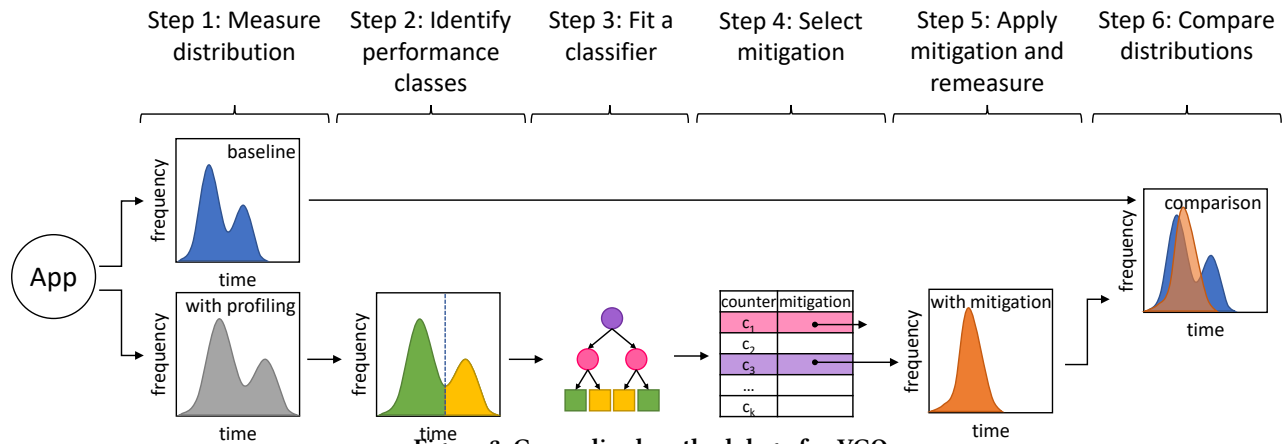 Step 1: Measure
distribution
Step 2: Identify
performance
classes
Step 3: Fit a
classifier
Step 4: Select
mitigation
Step 5: Apply
mitigation and
remeasure
Step 6: Compare
distributions
App
baseline
frequency
time
with profiling
frequency
time
time
counter mitigation
c1
c2
c3
...
ck
with mitigation
frequency
time
comparison
frequency
time